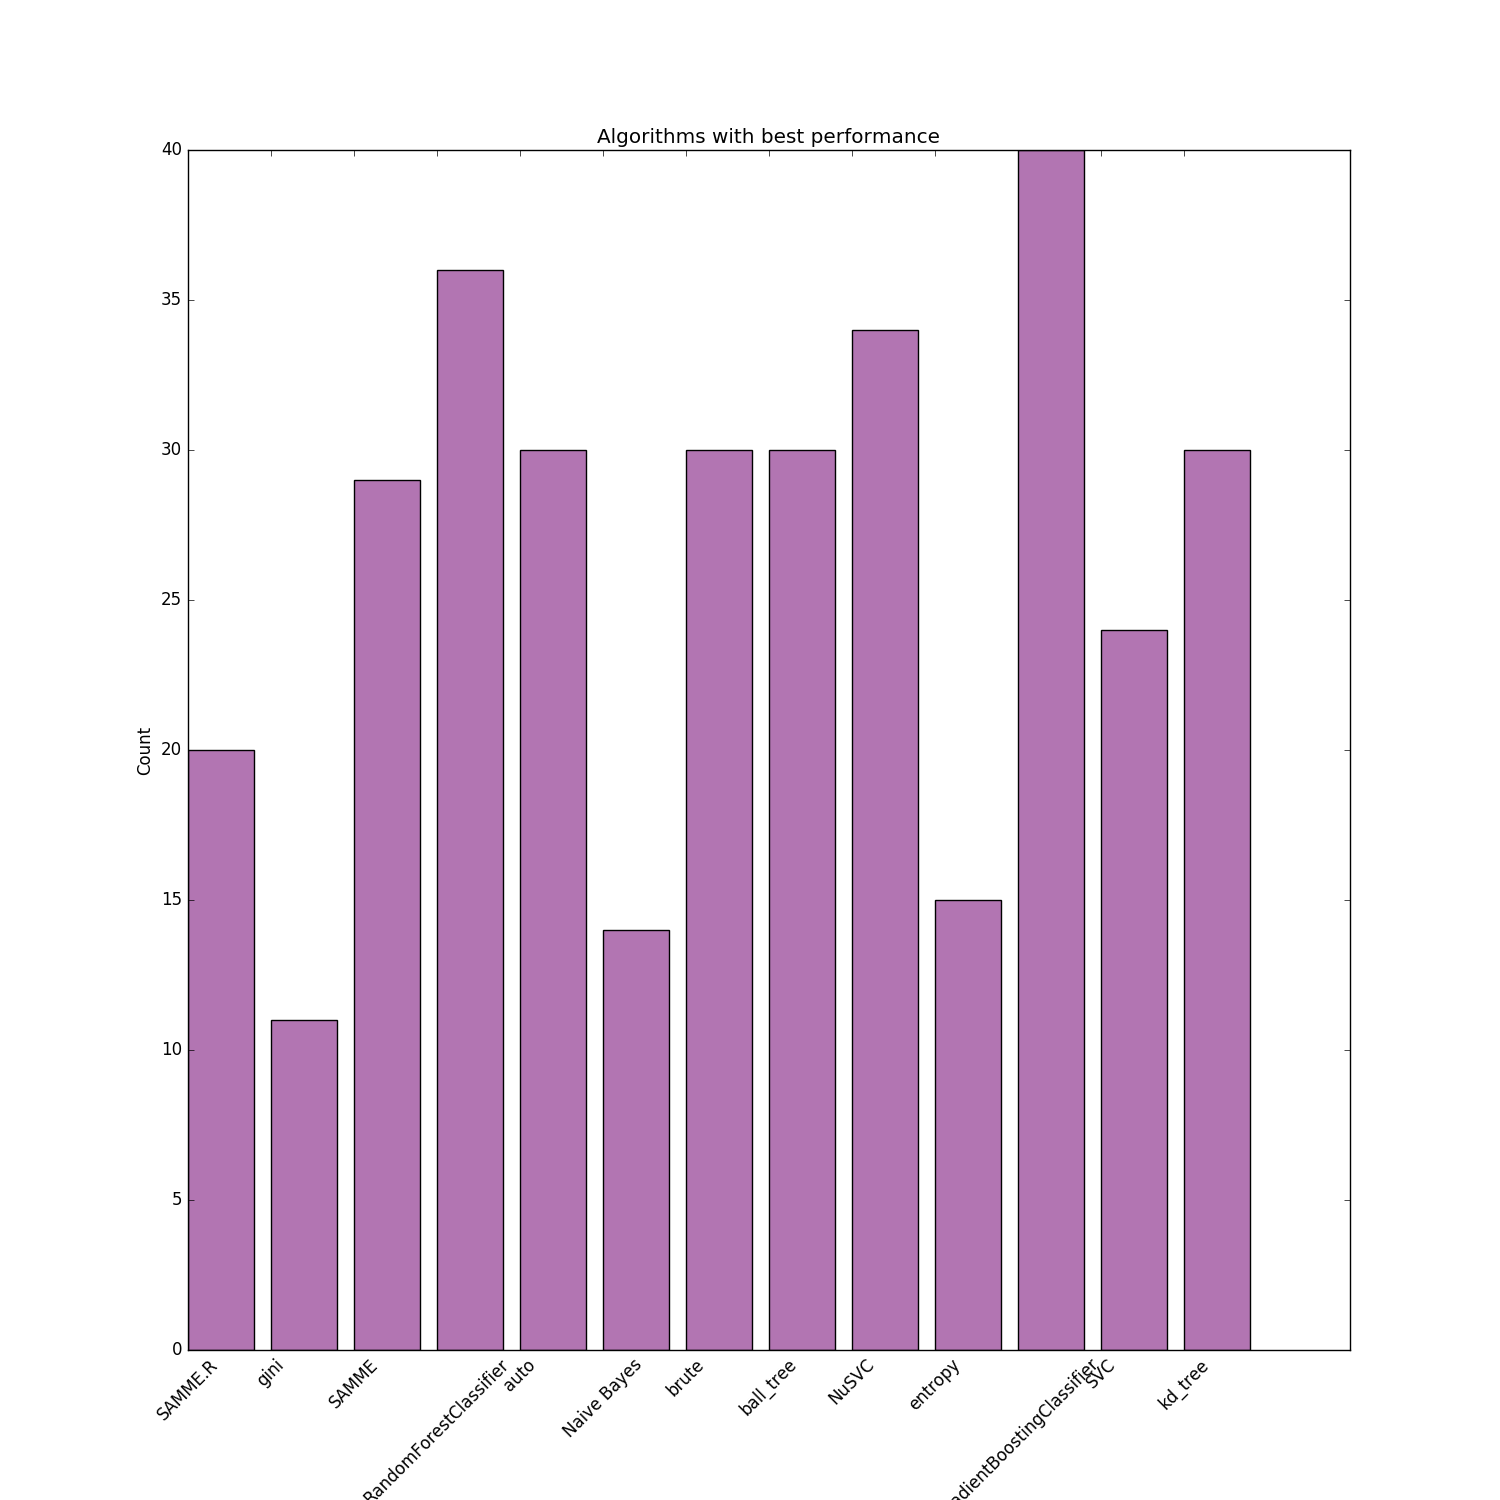 Algorithms with best performance
Count
40
35
30
25
20
15
10
5
0
SAMME.R
gini
SAMME
RandomForestClassifier
auto
Naive Bayes
brute
ball_tree
NuSVC
entropy
adientBoostingClassifier
SVC
kd_tree